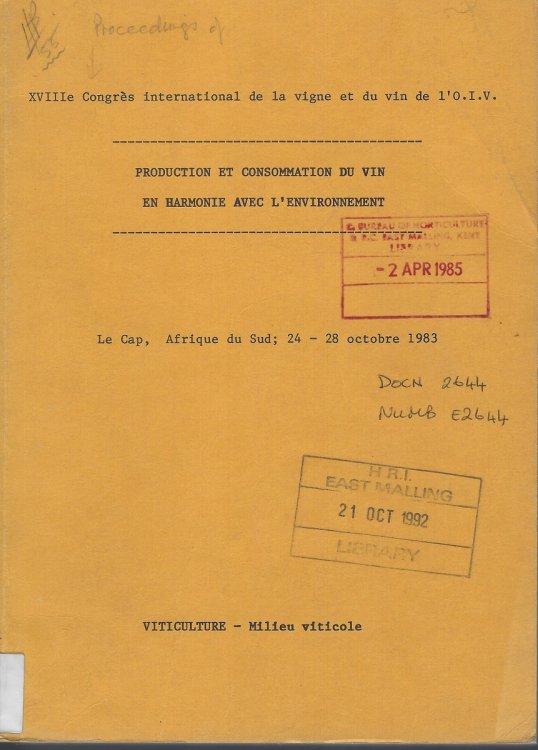 Proceedings of
XVIIIe Congrès international de la vigne et du vin de l'O.I.V.
PRODUCTION ET CONSOMMATION DU VIN
EN HARMONIE AVEC L'ENVIRONNEMENT
BUREAU OF HORTICULTURE
EAST MALLING, KENT
LIBRARY
- 2 APR 1985
Le Cap, Afrique du Sud; 24 - 28 octobre 1983
DOCN 2644
NUMB E2644
H.R.I.
EAST MALLING
21 OCT 1992
LIBRARY
VITICULTURE - Milieu viticole